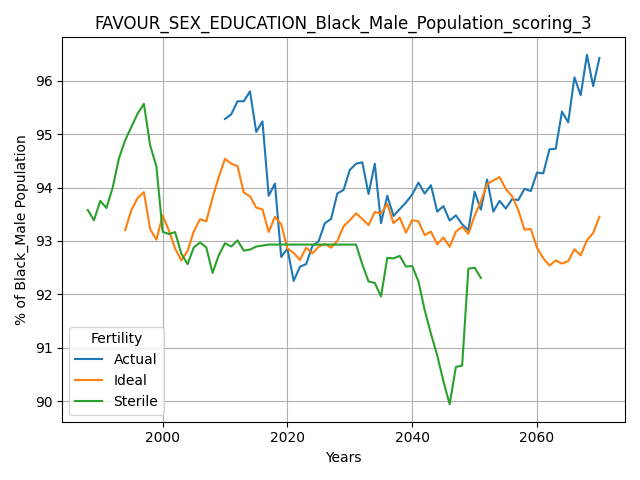 FAVOUR_SEX_EDUCATION_Black_Male_Population_scoring_3
% of Black_Male Population
96
95
94
93
92
91
90
Fertility
Actual
Ideal
Sterile
2000
2020
2040
2060
Years